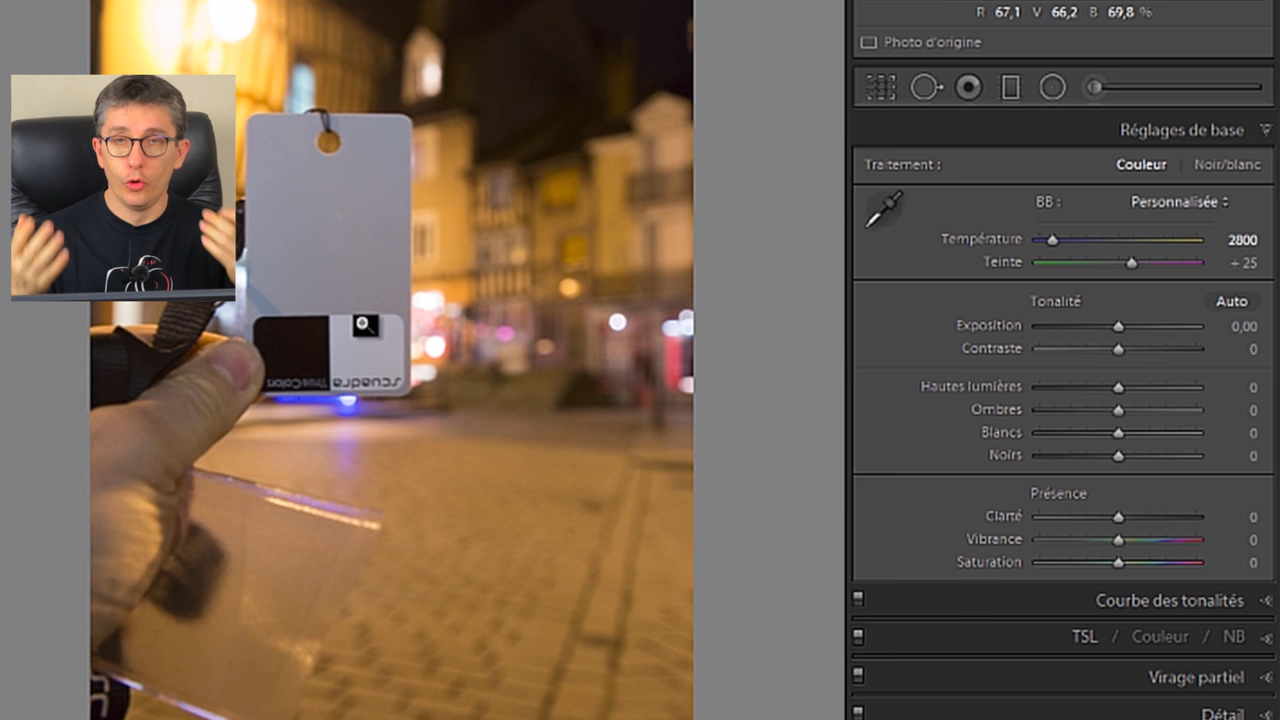 R 67,1 V 66,2 B 69,8 %
Photo d'origine
Réglages de base
Traitement : Couleur Noir/blanc
BB : Personnalisée
Température 2800
Teinte + 25
Tonalité Auto
Exposition 0,00
Contraste 0
Hautes lumières 0
Ombres 0
Blancs 0
Noirs 0
Présence
Clarté 0
Vibrance 0
Saturation 0
Courbe des tonalités
TSL / Couleur / NB
Virage partiel
Détail
scuadra
TrueColors